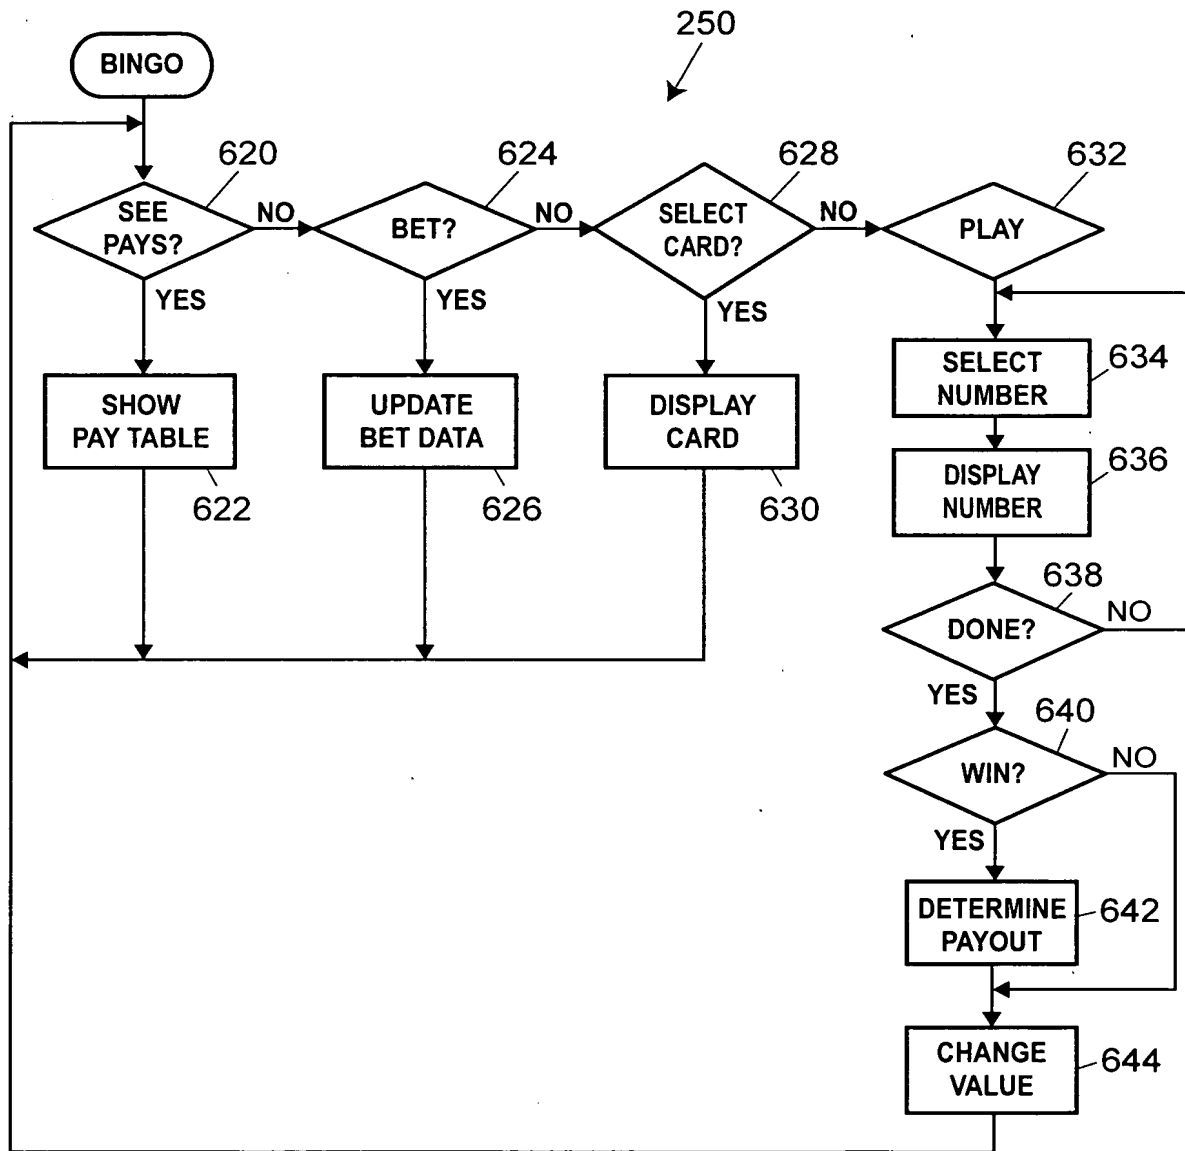 250
BINGO
620
624
628
632
SEE
PAYS?
NO
BET?
NO
SELECT
CARD?
NO
PLAY
YES
YES
YES
SHOW
PAY TABLE
622
UPDATE
BET DATA
626
DISPLAY
CARD
630
SELECT
NUMBER
634
DISPLAY
NUMBER
636
638
DONE?
NO
YES
640
WIN?
NO
YES
DETERMINE
PAYOUT
642
CHANGE
VALUE
644